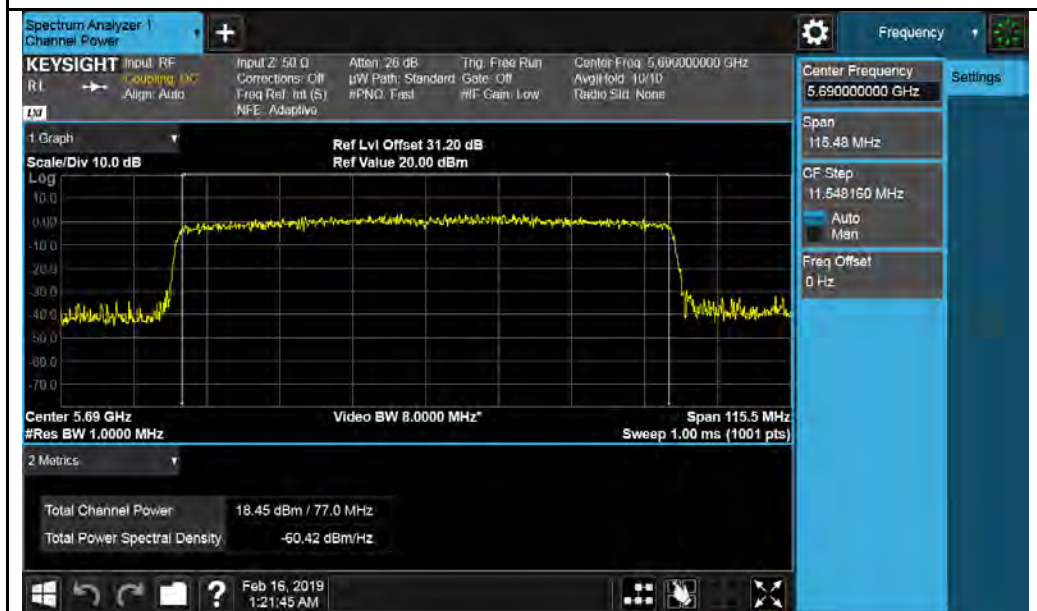 Spectrum Analyzer 1
Channel Power
Frequency
KEYSIGHT
R L
LXI
Input: RF
Coupling: DC
Align: Auto
Input Z: 50 Ω
Corrections: Off
Freq Ref: Int (S)
NFE: Adaptive
Atten: 26 dB
µW Path: Standard
#PNO: Fast
Trig: Free Run
Gate: Off
#IF Gain: Low
Center Freq: 5.690000000 GHz
Avg|Hold: 10/10
Radio Std: None
Center Frequency
5.690000000 GHz
Settings
Span
115.48 MHz
CF Step
11.548160 MHz
Auto
Man
Freq Offset
0 Hz
1 Graph
Scale/Div 10.0 dB
Ref Lvl Offset 31.20 dB
Ref Value 20.00 dBm
Log
10.0
0.00
-10.0
-20.0
-30.0
-40.0
-50.0
-60.0
-70.0
Center 5.69 GHz
#Res BW 1.0000 MHz
Video BW 8.0000 MHz*
Span 115.5 MHz
Sweep 1.00 ms (1001 pts)
2 Metrics
Total Channel Power
18.45 dBm / 77.0 MHz
Total Power Spectral Density
-60.42 dBm/Hz
?
Feb 16, 2019
1:21:45 AM